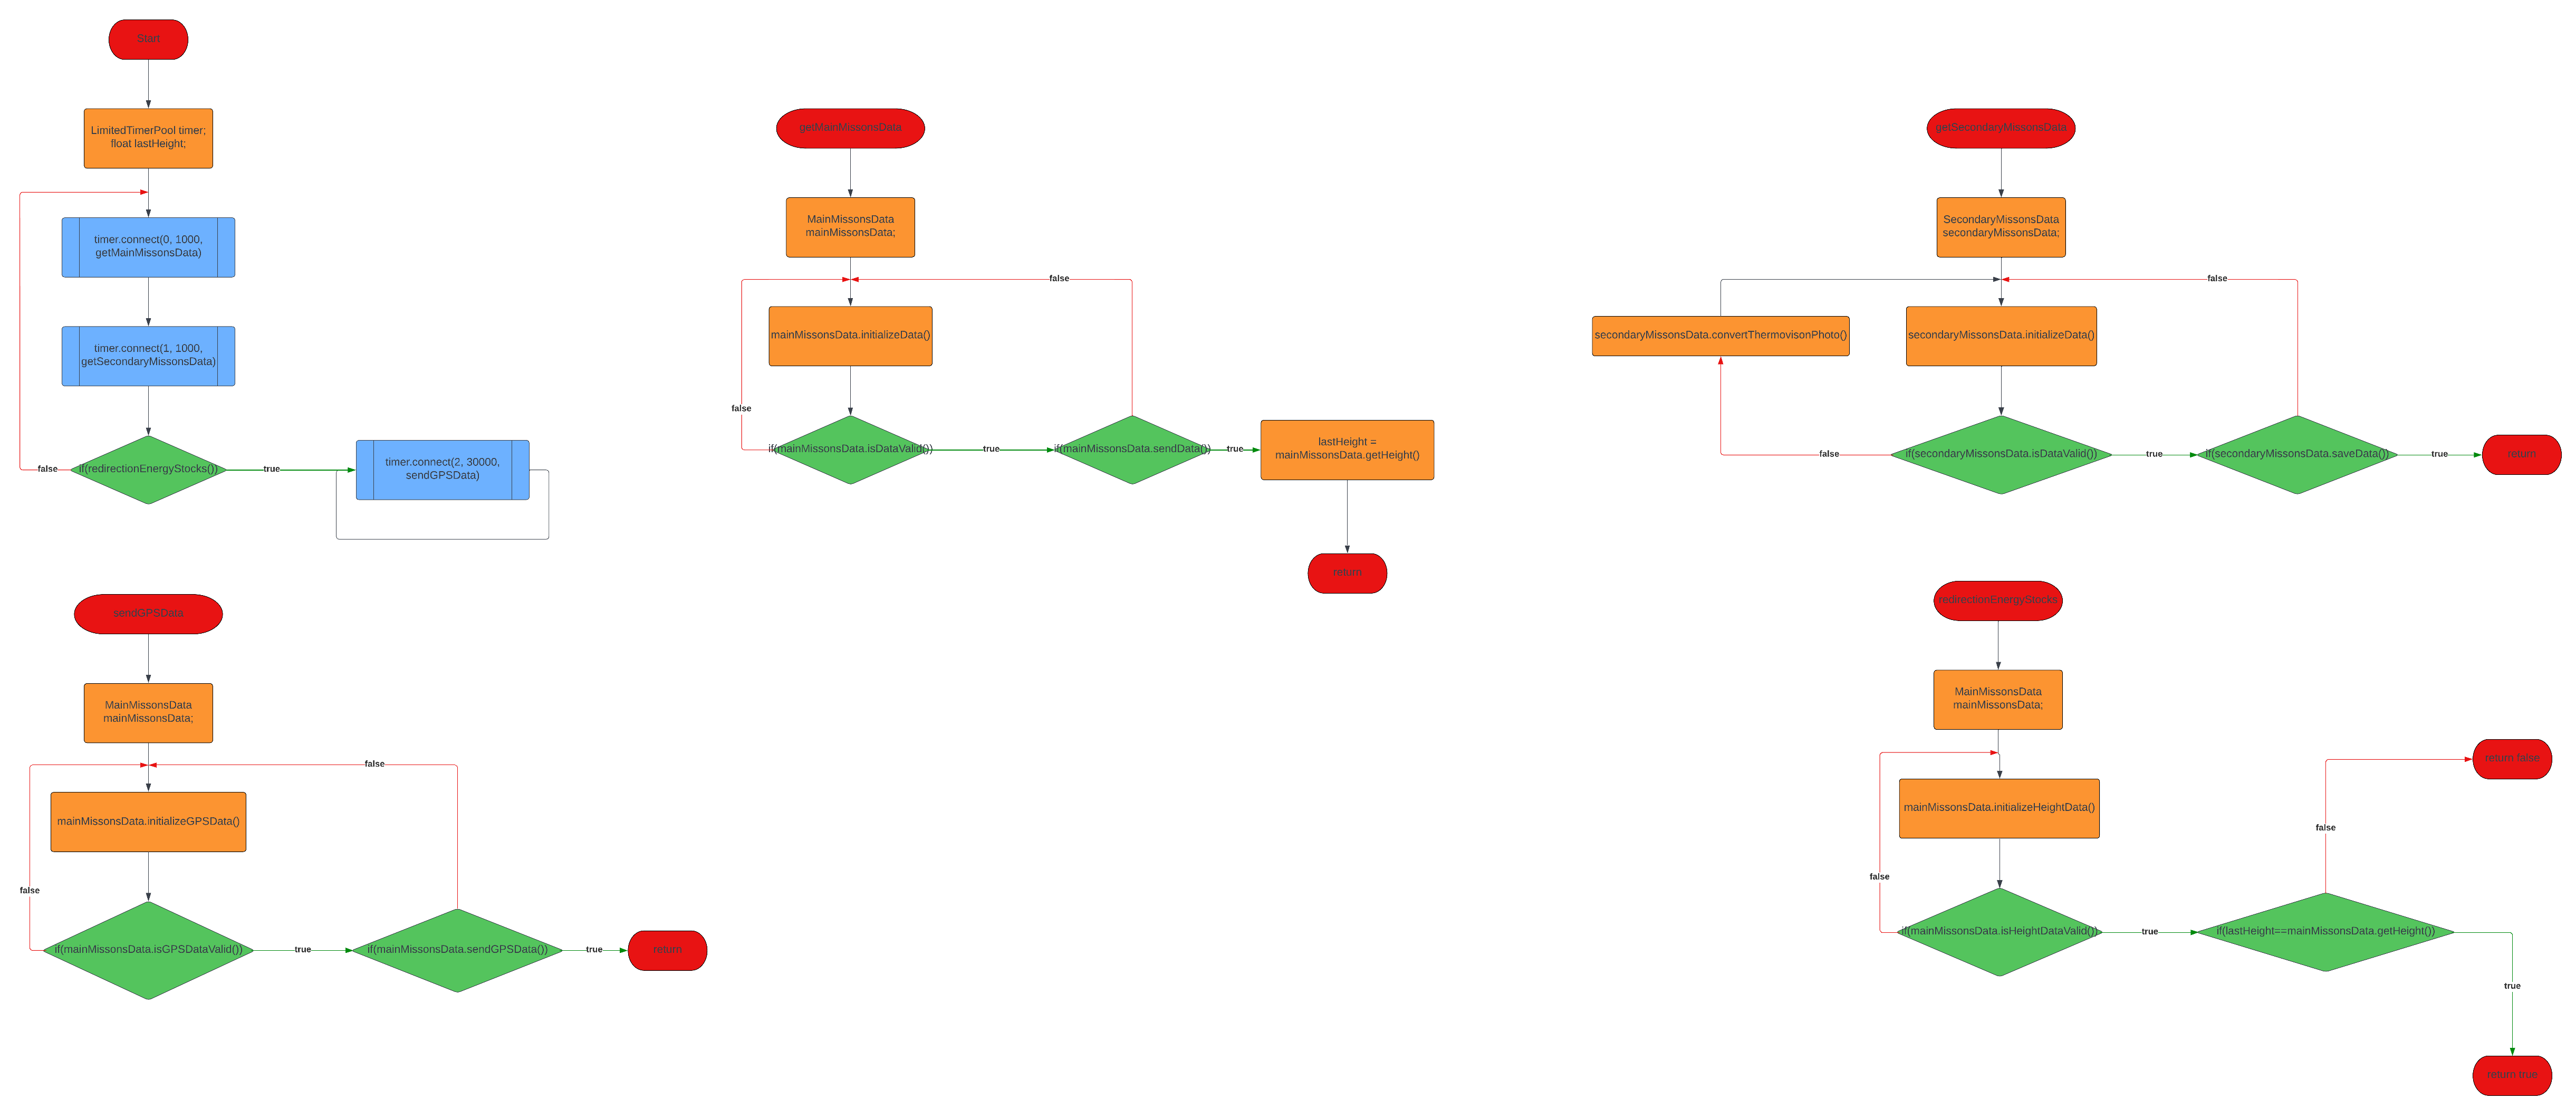 Start
LimitedTimerPool timer;
float lastHeight;
timer.connect(0, 1000,
getMainMissonsData)
timer.connect(1, 1000,
getSecondaryMissonsData)
if(redirectionEnergyStocks())
false
true
timer.connect(2, 30000,
sendGPSData)
getMainMissonsData
MainMissonsData
mainMissonsData;
false
mainMissonsData.initializeData()
false
if(mainMissonsData.isDataValid())
true
if(mainMissonsData.sendData())
true
lastHeight =
mainMissonsData.getHeight()
return
getSecondaryMissonsData
SecondaryMissonsData
secondaryMissonsData;
false
secondaryMissonsData.convertThermovisonPhoto()
secondaryMissonsData.initializeData()
false
if(secondaryMissonsData.isDataValid())
true
if(secondaryMissonsData.saveData())
true
return
sendGPSData
MainMissonsData
mainMissonsData;
false
mainMissonsData.initializeGPSData()
false
if(mainMissonsData.isGPSDataValid())
true
if(mainMissonsData.sendGPSData())
true
return
redirectionEnergyStocks
MainMissonsData
mainMissonsData;
mainMissonsData.initializeHeightData()
false
if(mainMissonsData.isHeightDataValid())
true
if(lastHeight==mainMissonsData.getHeight())
false
return false
true
return true